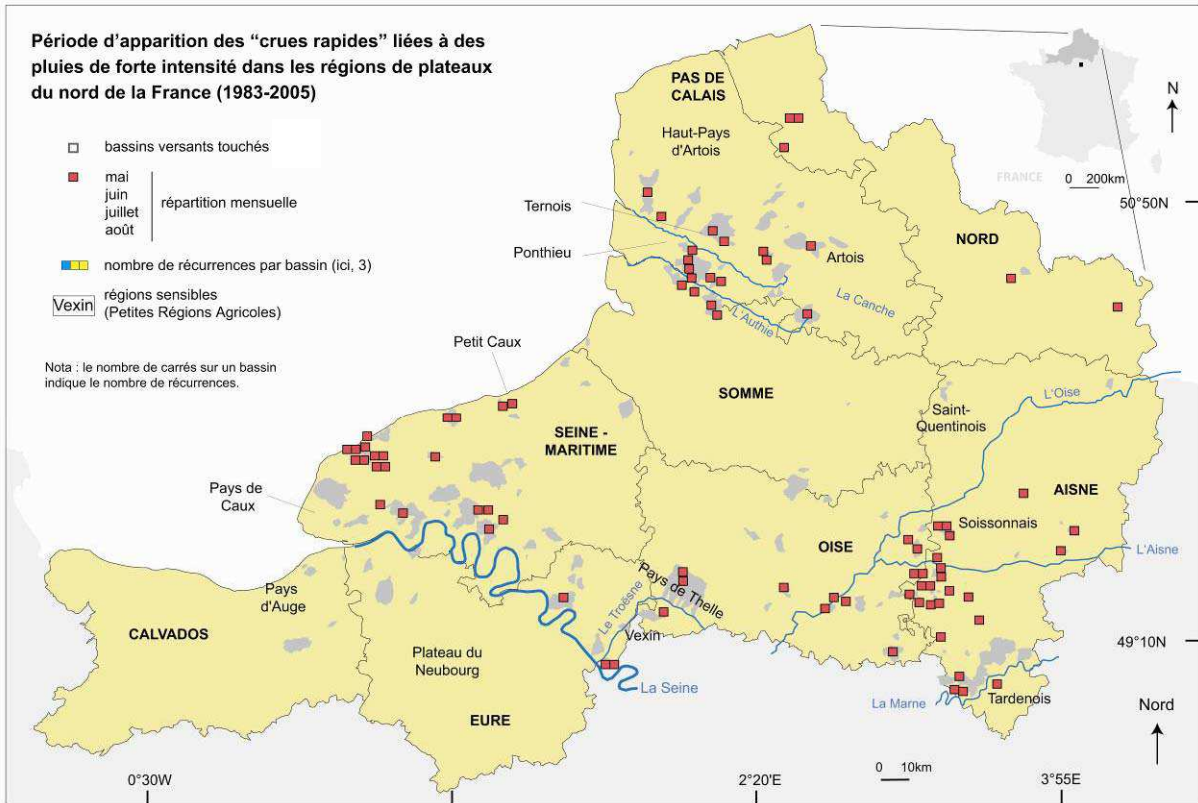 Période d'apparition des “crues rapides” liées à des
pluies de forte intensité dans les régions de plateaux
du nord de la France (1983-2005)
bassins versants touchés
mai
juin
juillet
août
répartition mensuelle
nombre de récurrences par bassin (ici, 3)
Vexin
régions sensibles
(Petites Régions Agricoles)
Nota : le nombre de carrés sur un bassin
indique le nombre de récurrences.
PAS DE
CALAIS
Haut-Pays
d'Artois
Ternois
Ponthieu
Artois
La Canche
L'Authie
NORD
FRANCE
0 200km
N
50°50N
Petit Caux
SOMME
SEINE -
MARITIME
Saint-
Quentinois
L'Oise
Pays de
Caux
AISNE
Soissonnais
OISE
L'Aisne
Pays
d'Auge
Pays de Thelle
Le Troësne
CALVADOS
Vexin
Plateau du
Neubourg
49°10N
La Seine
La Marne
Tardenois
Nord
EURE
0 10km
0°30W
2°20'E
3°55E